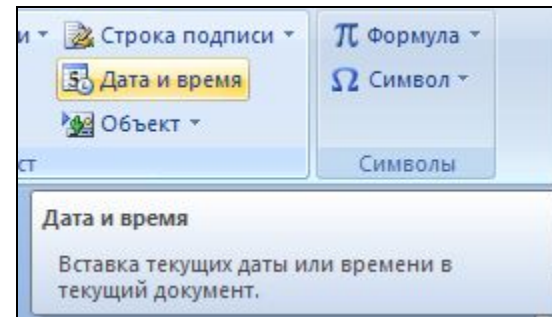 Строка подписи
π Формула
Дата и время
Ω Символ
Объект
Символы
Дата и время
Вставка текущих даты или времени в
текущий документ.